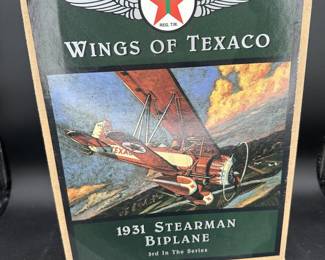 REG. T.M.
WINGS OF TEXACO
TEXACO
1931 STEARMAN
BIPLANE
3rd In The Series